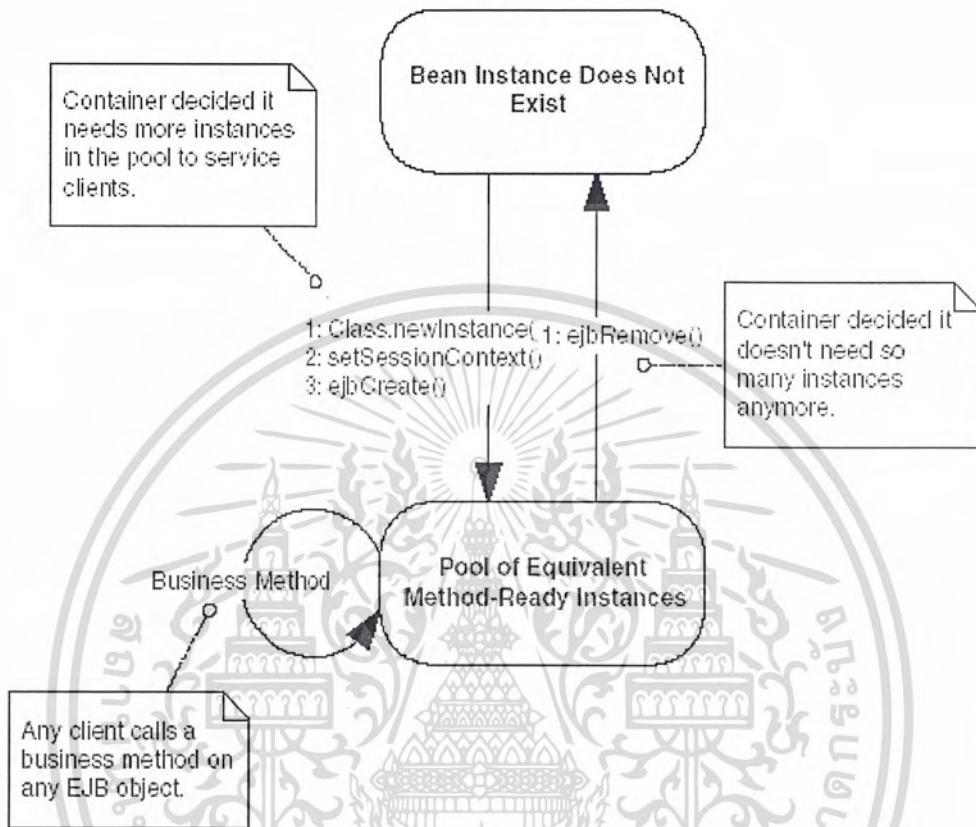 Bean Instance Does Not
Exist
Container decided it
needs more instances
in the pool to service
clients.
1: Class.newInstance(
2: setSessionContext()
3: ejbCreate()
1: ejbRemove()
Container decided it
doesn't need so
many instances
anymore.
Pool of Equivalent
Method-Ready Instances
Business Method
Any client calls a
business method on
any EJB object.